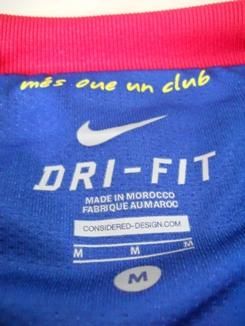 més que un club
DRI-FIT
MADE IN MOROCCO
FABRIQUE AU MAROC
CONSIDERED-DESIGN.COM
M M M
M